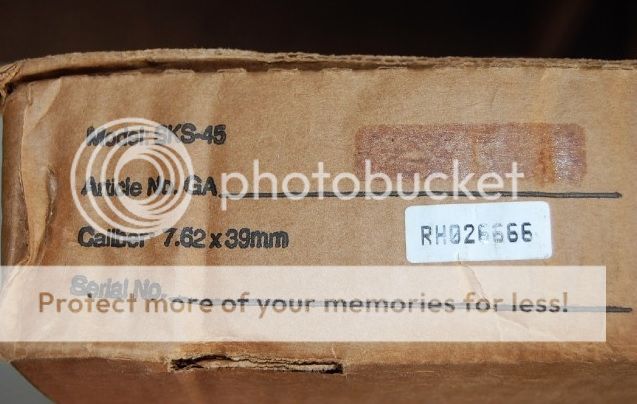 Model SKS-45
photobucket
Article No. GA
Caliber 7.62 x 39mm
RH026666
Serial No.
Protect more of your memories for less!